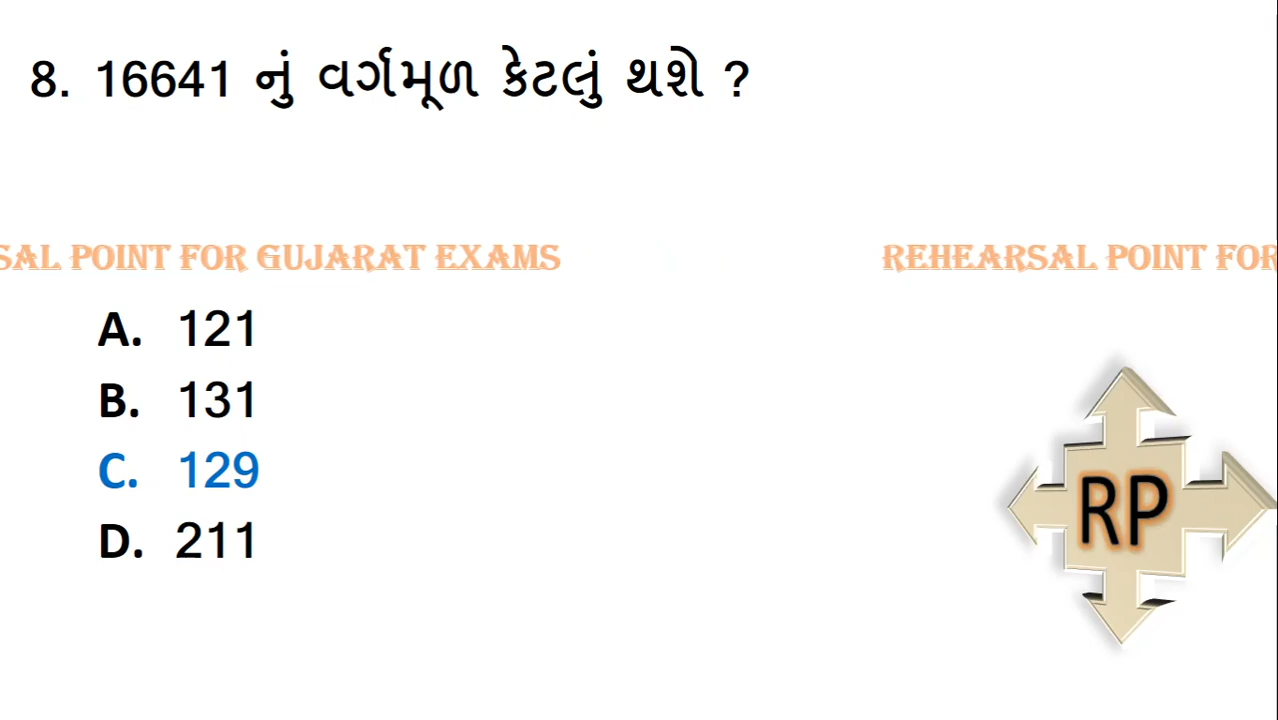 8. 16641 નું વર્ગમૂળ કેટલું થશે ?
SAL POINT FOR GUJARAT EXAMS
REHEARSAL POINT FOR
A. 121
B. 131
C. 129
D. 211
RP